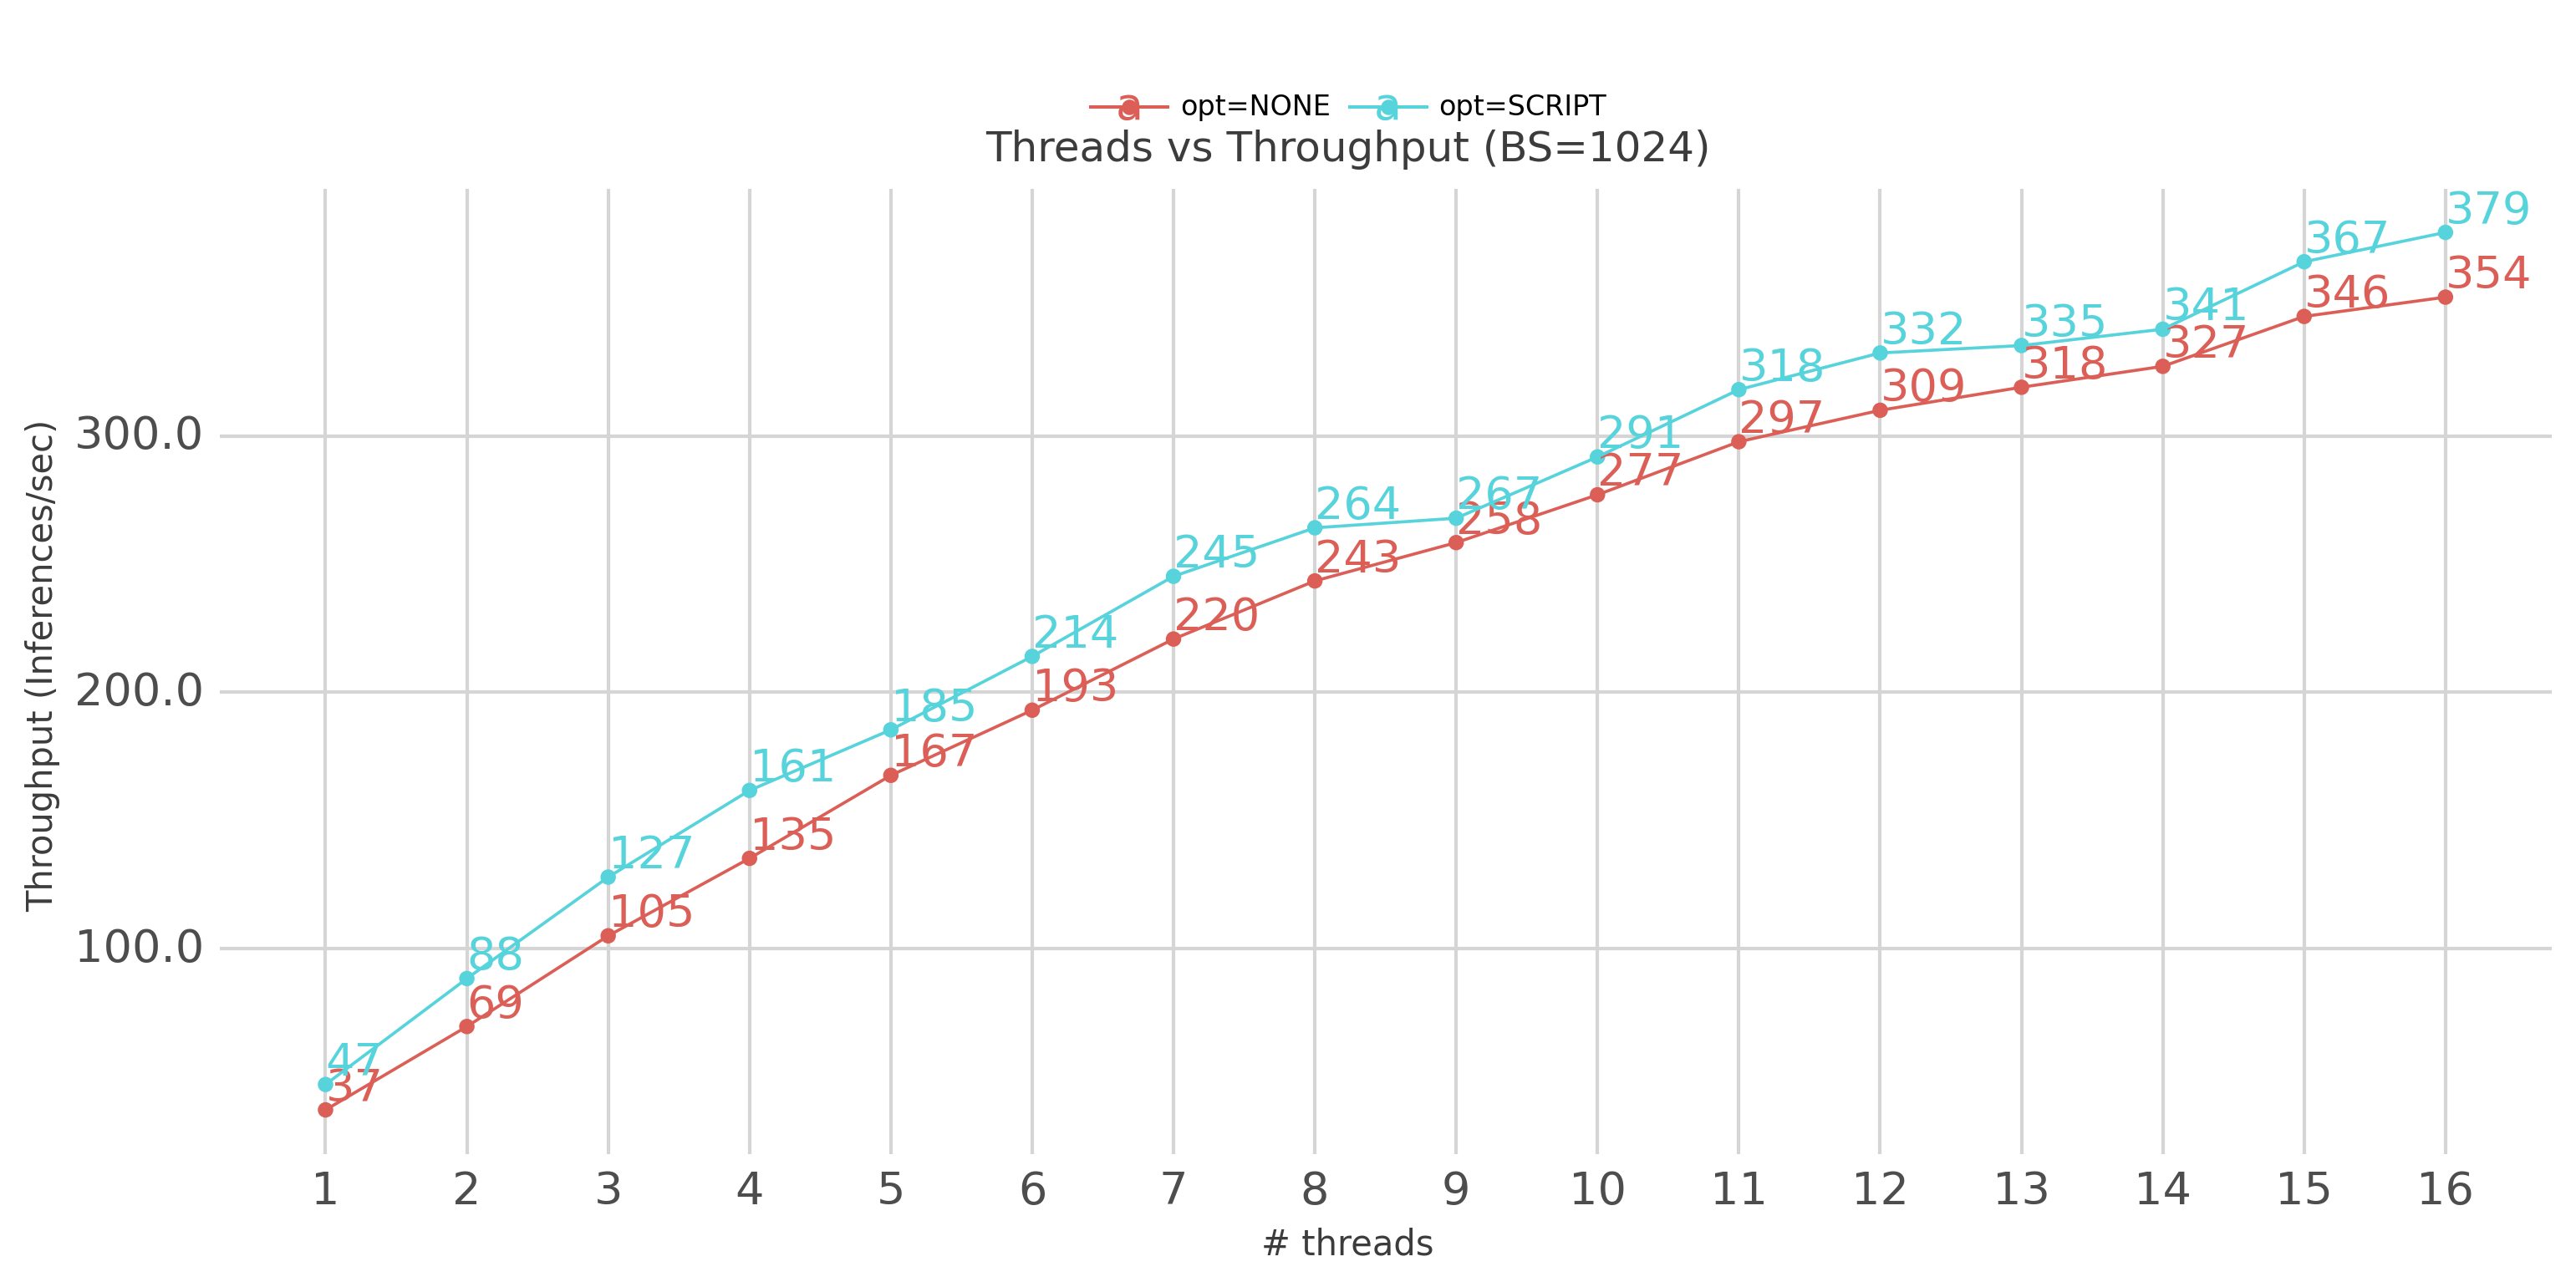 a opt=NONE a opt=SCRIPT
Threads vs Throughput (BS=1024)
Throughput (Inferences/sec)
300.0
200.0
100.0
47 88 127 161 185 214 245 264 267 291 318 332 335 341 367 379
37 69 105 135 167 193 220 243 258 277 297 309 318 327 346 354
1 2 3 4 5 6 7 8 9 10 11 12 13 14 15 16
# threads